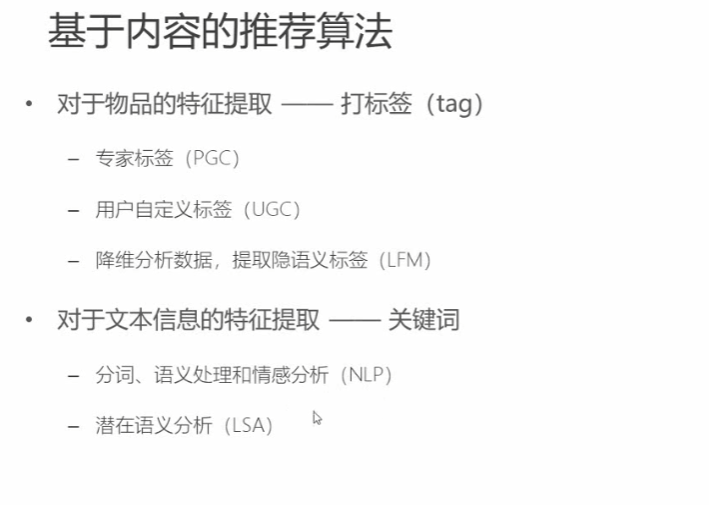 基于内容的推荐算法
• 对于物品的特征提取 —— 打标签（tag）
– 专家标签（PGC）
– 用户自定义标签（UGC）
– 降维分析数据，提取隐语义标签（LFM）
• 对于文本信息的特征提取 —— 关键词
– 分词、语义处理和情感分析（NLP）
– 潜在语义分析（LSA）